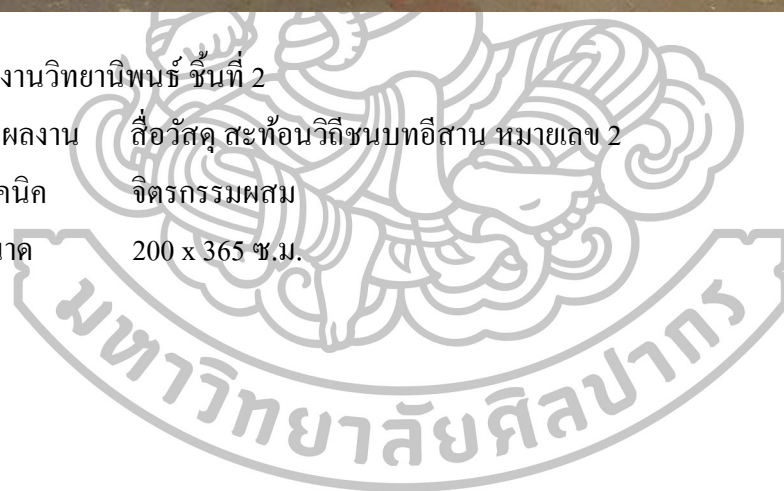 งานวิทยานิพนธ์ ชิ้นที่ 2
ผลงาน สื่อวัสดุ สะท้อนวิถีชนบทอีสาน หมายเลข 2
คนิค จิตรกรรมผสม
าด 200 x 365 ซ.ม.
มหาวิทยาลัยศิลปากร